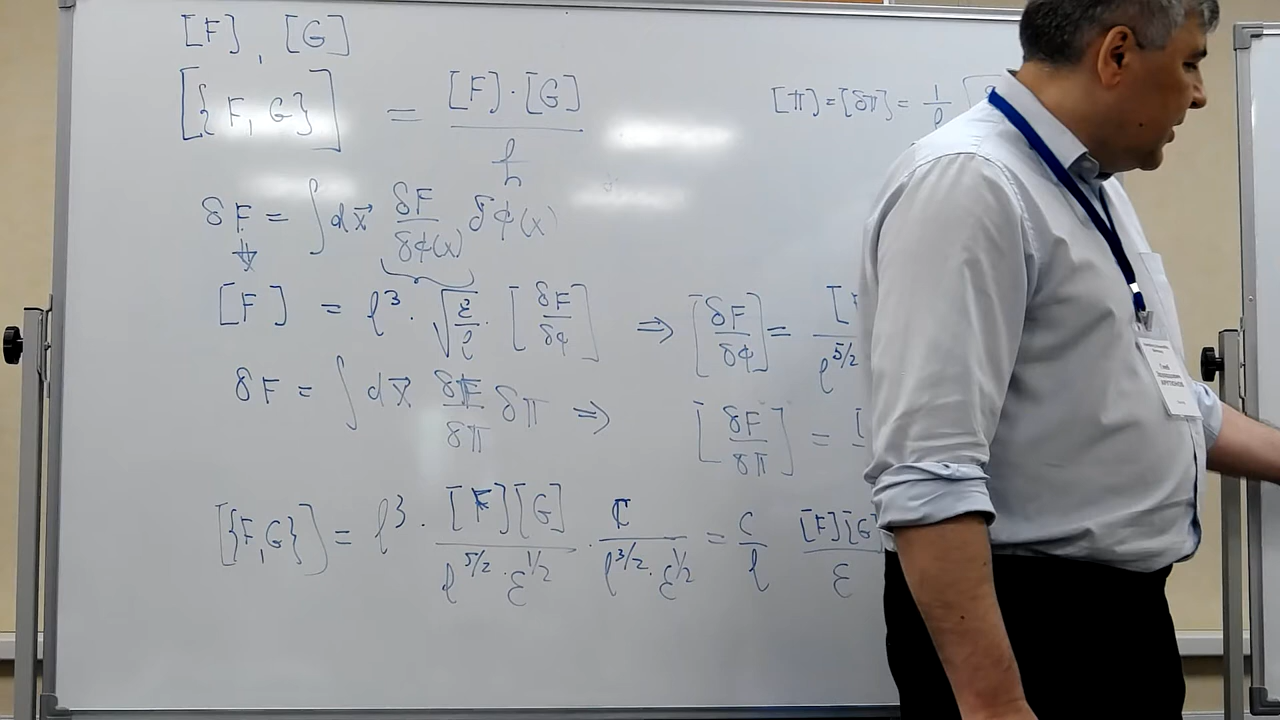 [F], [G]
[{F, G}] = [F]·[G] / ħ
[π] = [δπ] = 1/ℓ √
δF = ∫dx⃗ δF/δφ(x) δφ(x)
⇓
[F] = ℓ³ · √(ε/ℓ) · [δF/δφ] ⇒ [δF/δφ] = [ / ℓ^{5/2}
δF = ∫ dx⃗ δF/δπ δπ ⇒ [δF/δπ] = [
[{F,G}] = ℓ³ · [F][G] / ℓ^{5/2} · ε^{1/2} · c / ℓ^{3/2} · ε^{1/2} = c/ℓ [F][G] / ε